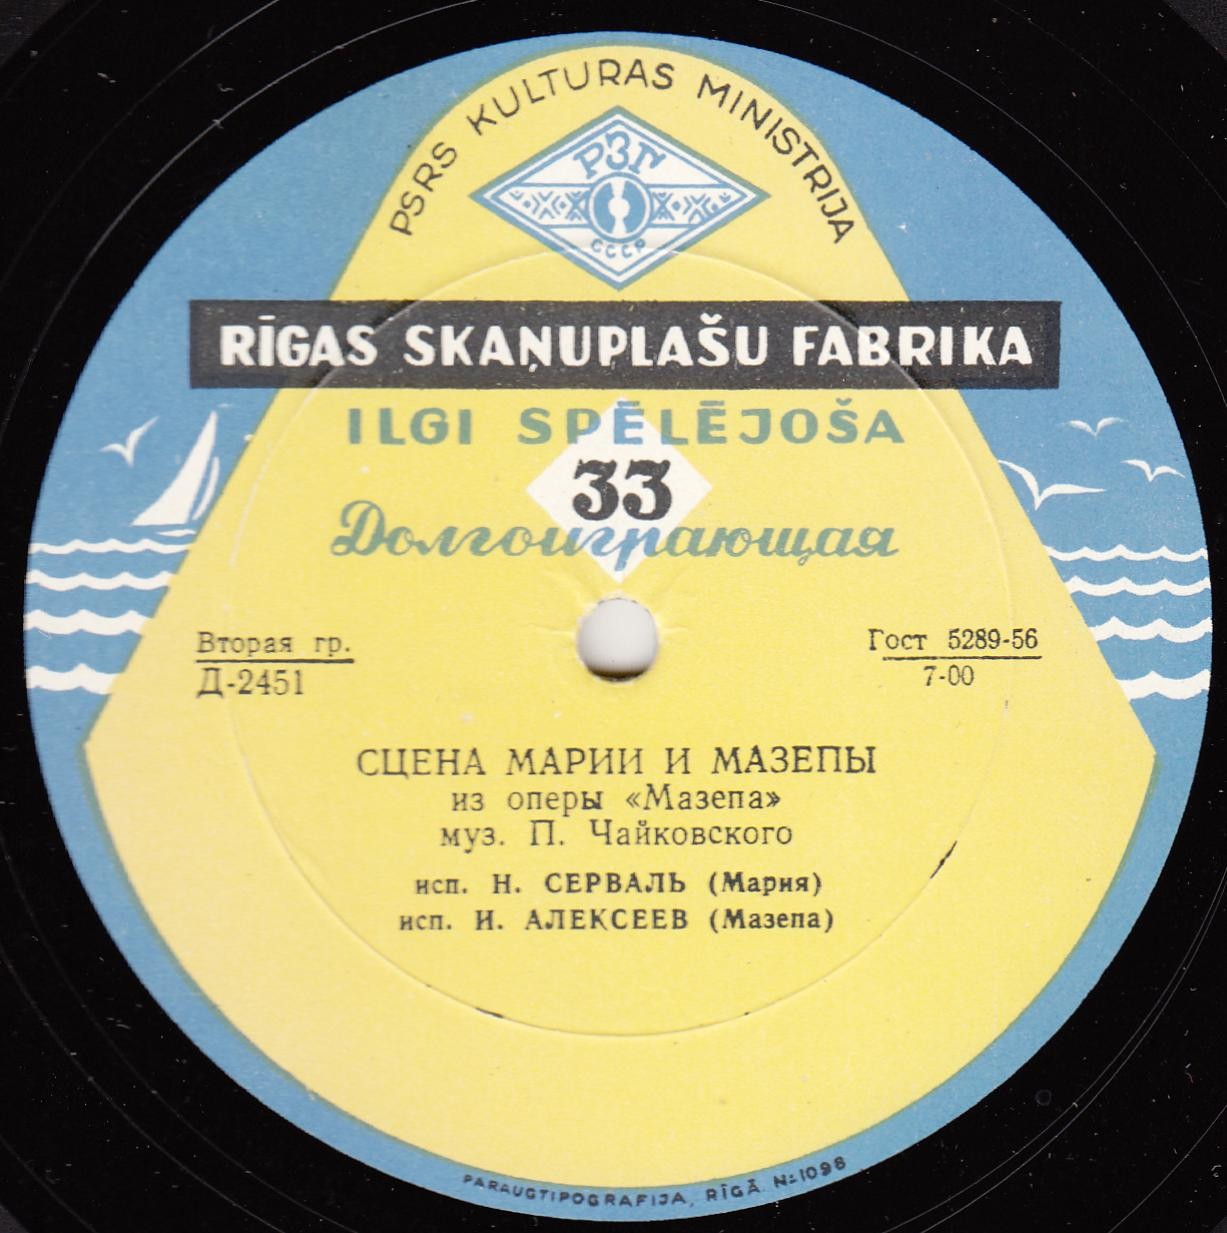 PSRS KULTURAS MINISTRIJA
РЗГ
СССР
RĪGAS SKAŅUPLAŠU FABRIKA
ILGI SPĒLĒJOŠA
33
Долгоиграющая
Вторая гр.
Д-2451
Гост 5289-56
7-00
СЦЕНА МАРИИ И МАЗЕПЫ
из оперы «Мазепа»
муз. П. Чайковского
исп. Н. СЕРВАЛЬ (Мария)
исп. И. АЛЕКСЕЕВ (Мазепа)
PARAUGTIPOGRAFIJA, RĪGĀ. №1096